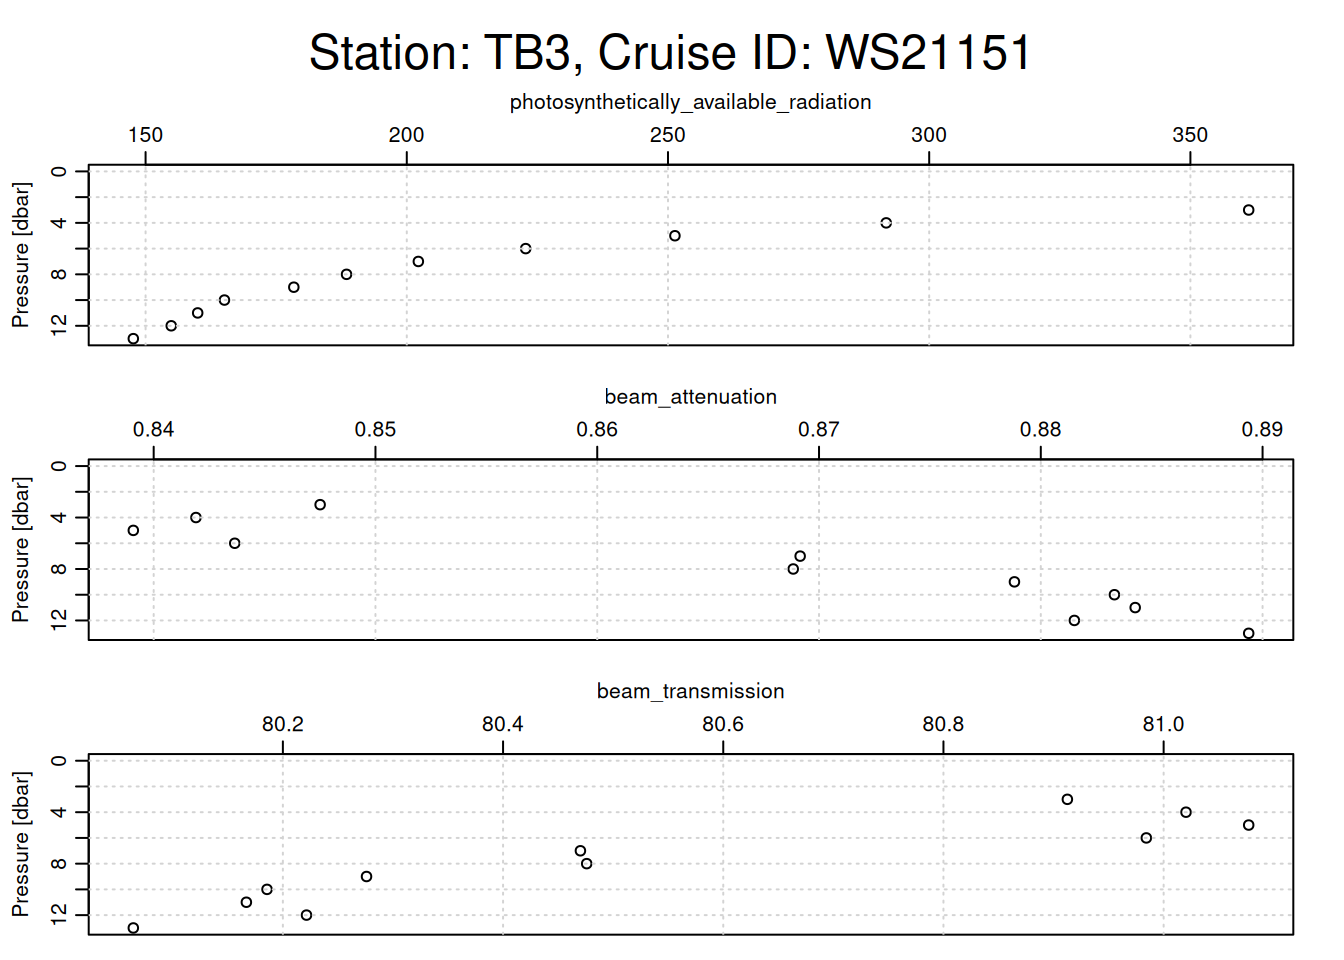 Station: TB3, Cruise ID: WS21151
photosynthetically_available_radiation
150 200 250 300 350
Pressure [dbar]
0
4
8
12
beam_attenuation
0.84 0.85 0.86 0.87 0.88 0.89
Pressure [dbar]
0
4
8
12
beam_transmission
80.2 80.4 80.6 80.8 81.0
Pressure [dbar]
0
4
8
12